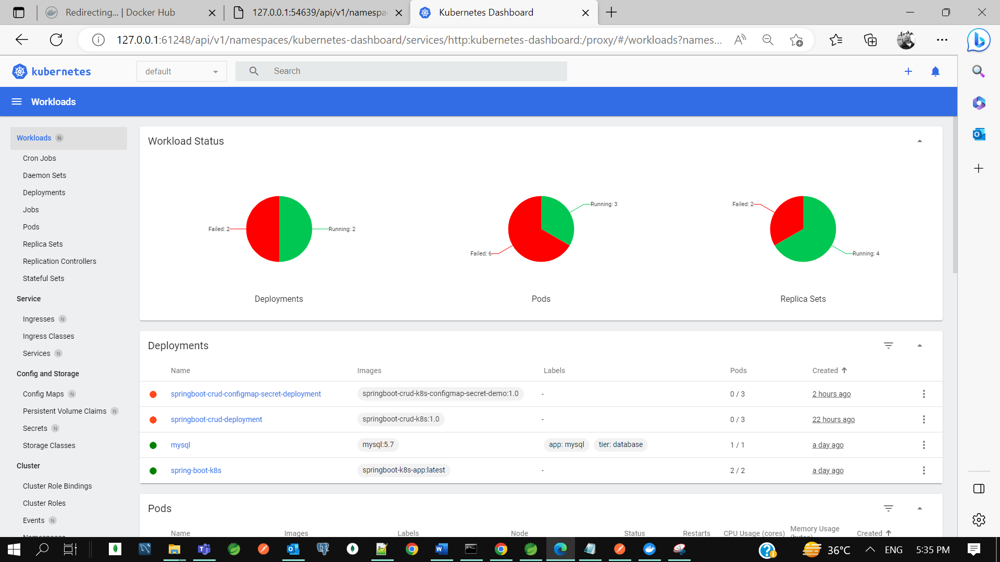 Redirecting... | Docker Hub
127.0.0.1:54639/api/v1/namespa
Kubernetes Dashboard
127.0.0.1:61248/api/v1/namespaces/kubernetes-dashboard/services/http:kubernetes-dashboard:/proxy/#/workloads?names...
kubernetes
default
Search
Workloads
Workloads N
Cron Jobs
Daemon Sets
Deployments
Jobs
Pods
Replica Sets
Replication Controllers
Stateful Sets
Service
Ingresses N
Ingress Classes
Services N
Config and Storage
Config Maps N
Persistent Volume Claims N
Secrets N
Storage Classes
Cluster
Cluster Role Bindings
Cluster Roles
Events N
Namespaces
Workload Status
Failed: 2
Running: 2
Deployments
Running: 3
Failed: 6
Pods
Failed: 2
Running: 4
Replica Sets
Deployments
Name Images Labels Pods Created
springboot-crud-configmap-secret-deployment springboot-crud-k8s-configmap-secret-demo:1.0 - 0 / 3 2 hours ago
springboot-crud-deployment springboot-crud-k8s:1.0 - 0 / 3 22 hours ago
mysql mysql:5.7 app: mysql tier: database 1 / 1 a day ago
spring-boot-k8s springboot-k8s-app:latest - 2 / 2 a day ago
Pods
Name Images Labels Node Status Restarts CPU Usage (cores) Memory Usage (bytes) Created
36°C ENG 5:35 PM